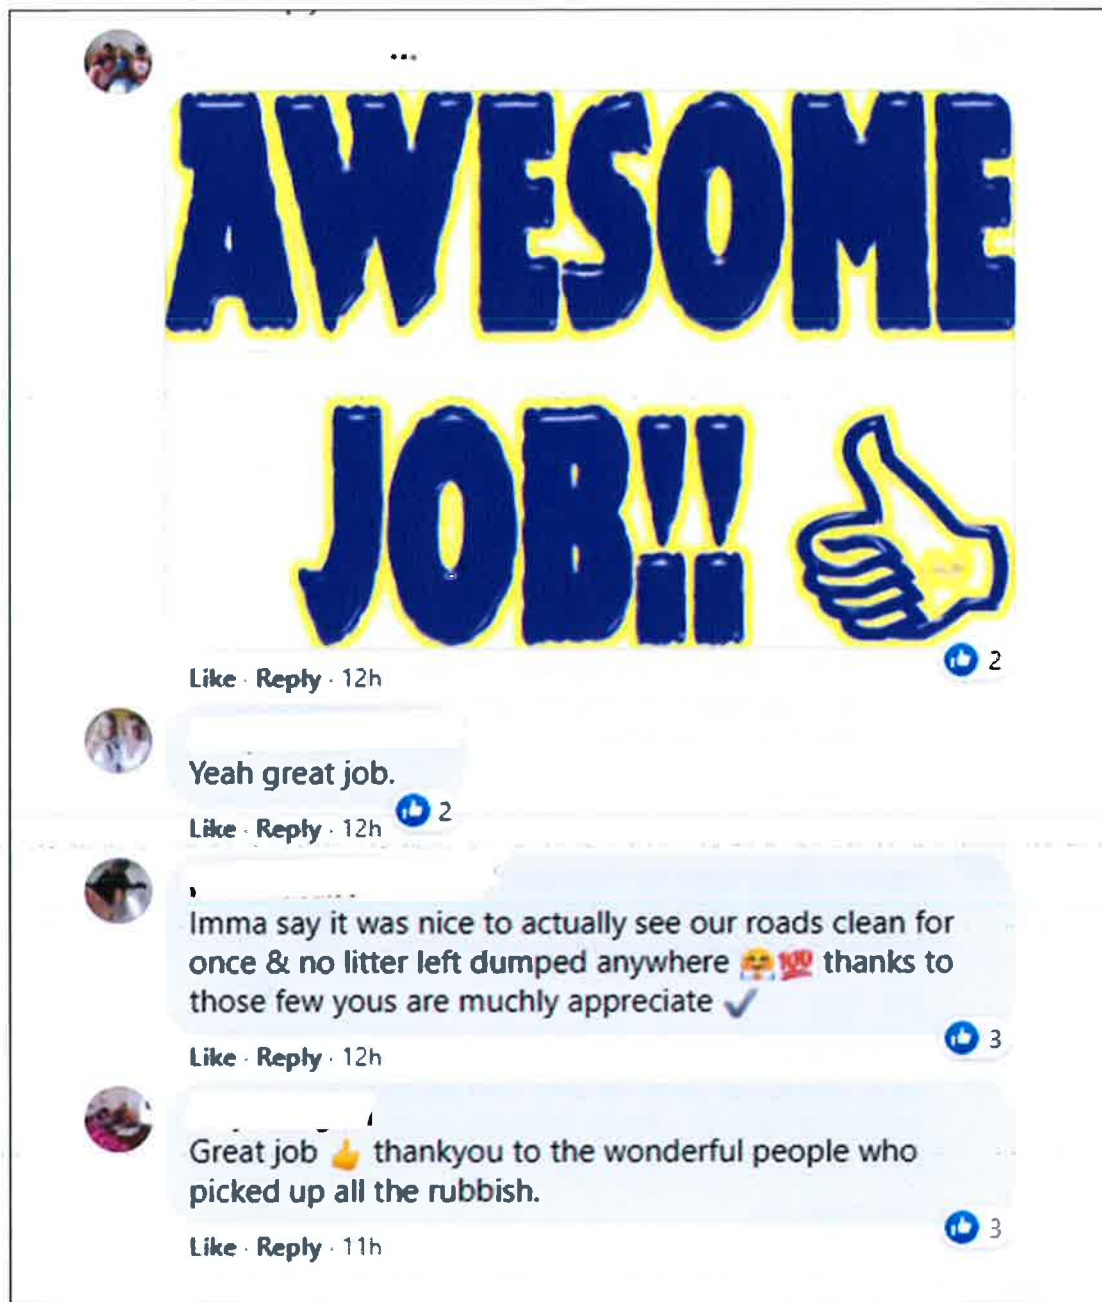 ...
AWESOME
JOB!!
2
Like · Reply · 12h
Yeah great job.
2
Like · Reply · 12h
Imma say it was nice to actually see our roads clean for
once & no litter left dumped anywhere 🤗💯 thanks to
those few yous are muchly appreciate ✔
3
Like · Reply · 12h
Great job 👍 thankyou to the wonderful people who
picked up all the rubbish.
3
Like · Reply · 11h